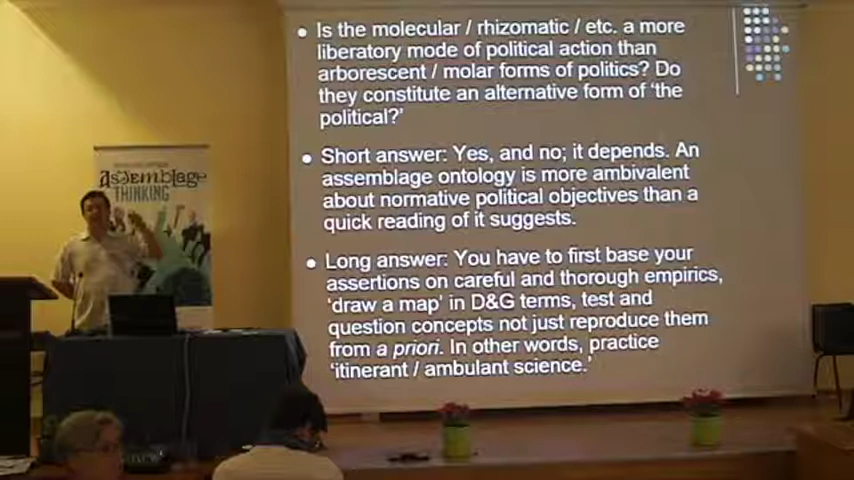 Is the molecular / rhizomatic / etc. a more
liberatory mode of political action than
arborescent / molar forms of politics? Do
they constitute an alternative form of 'the
political?'
Short answer: Yes, and no; it depends. An
assemblage ontology is more ambivalent
about normative political objectives than a
quick reading of it suggests.
Long answer: You have to first base your
assertions on careful and thorough empirics,
'draw a map' in D&G terms, test and
question concepts not just reproduce them
from a priori. In other words, practice
'itinerant / ambulant science.'
Assemblage
THINKING